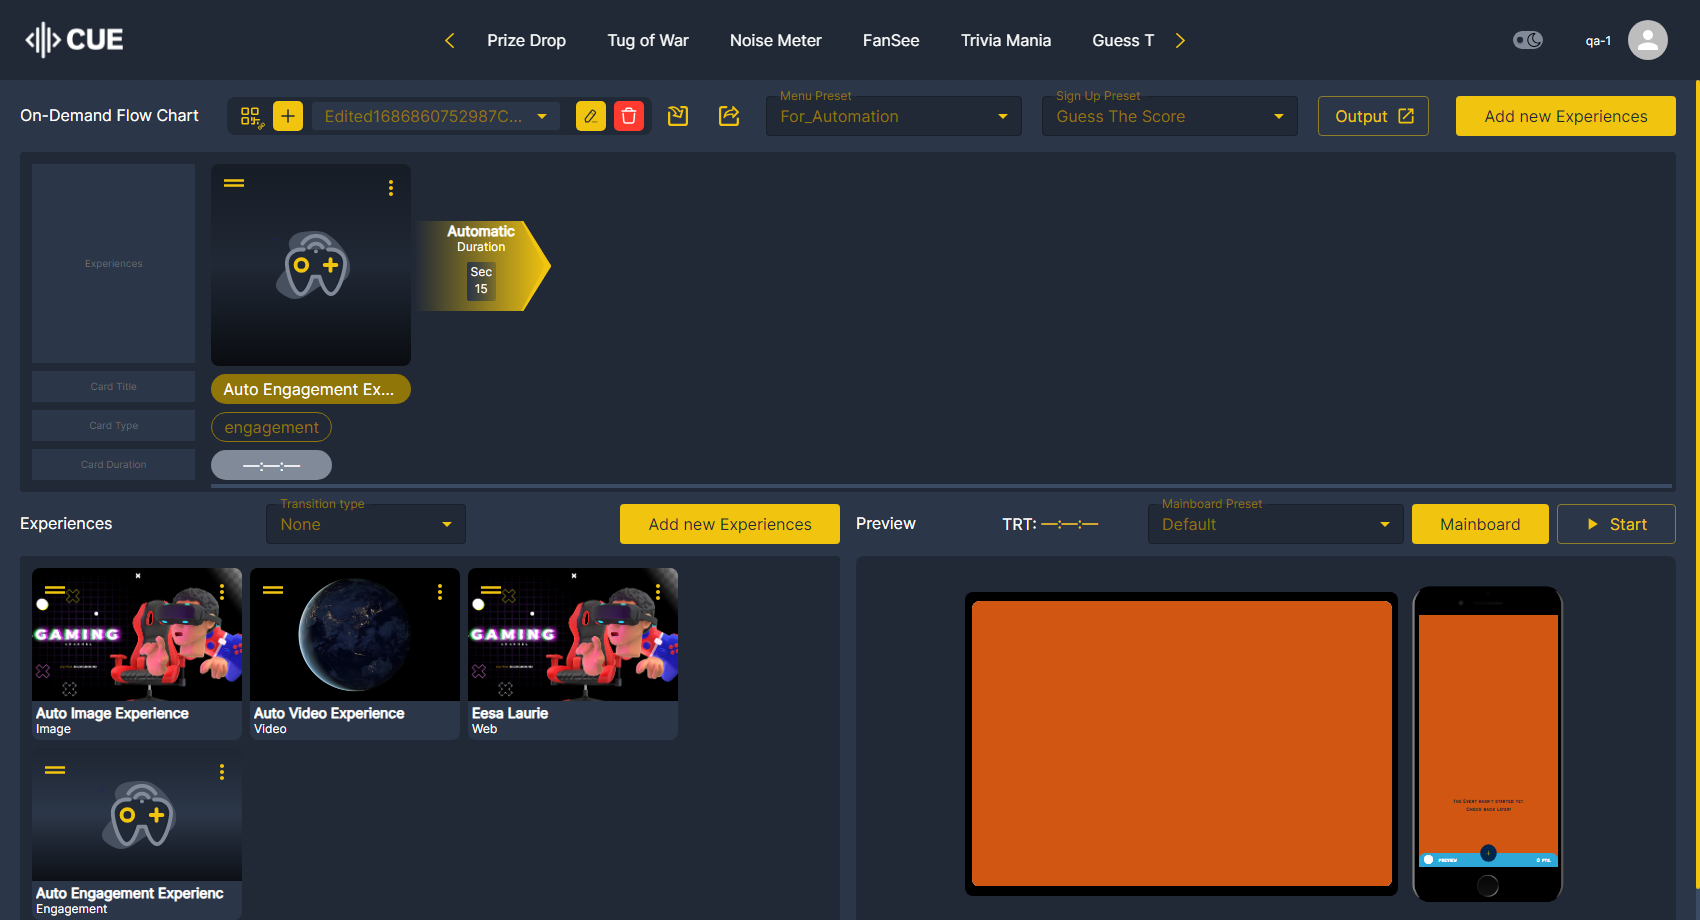 CUE
Prize Drop
Tug of War
Noise Meter
FanSee
Trivia Mania
Guess T
qa-1
On-Demand Flow Chart
Edited1686860752987C...
Menu Preset
For_Automation
Sign Up Preset
Guess The Score
Output
Add new Experiences
Experiences
Automatic
Duration
Sec
15
Card Title
Auto Engagement Ex...
Card Type
engagement
Card Duration
—:—:—
Experiences
Transition type
None
Add new Experiences
Preview
TRT: —:—:—
Mainboard Preset
Default
Mainboard
Start
GAMING
Auto Image Experience
Image
Auto Video Experience
Video
GAMING
Eesa Laurie
Web
Auto Engagement Experienc
Engagement
The Event hasn't started yet.
Check back later!
PREVIEW
0 PTS.